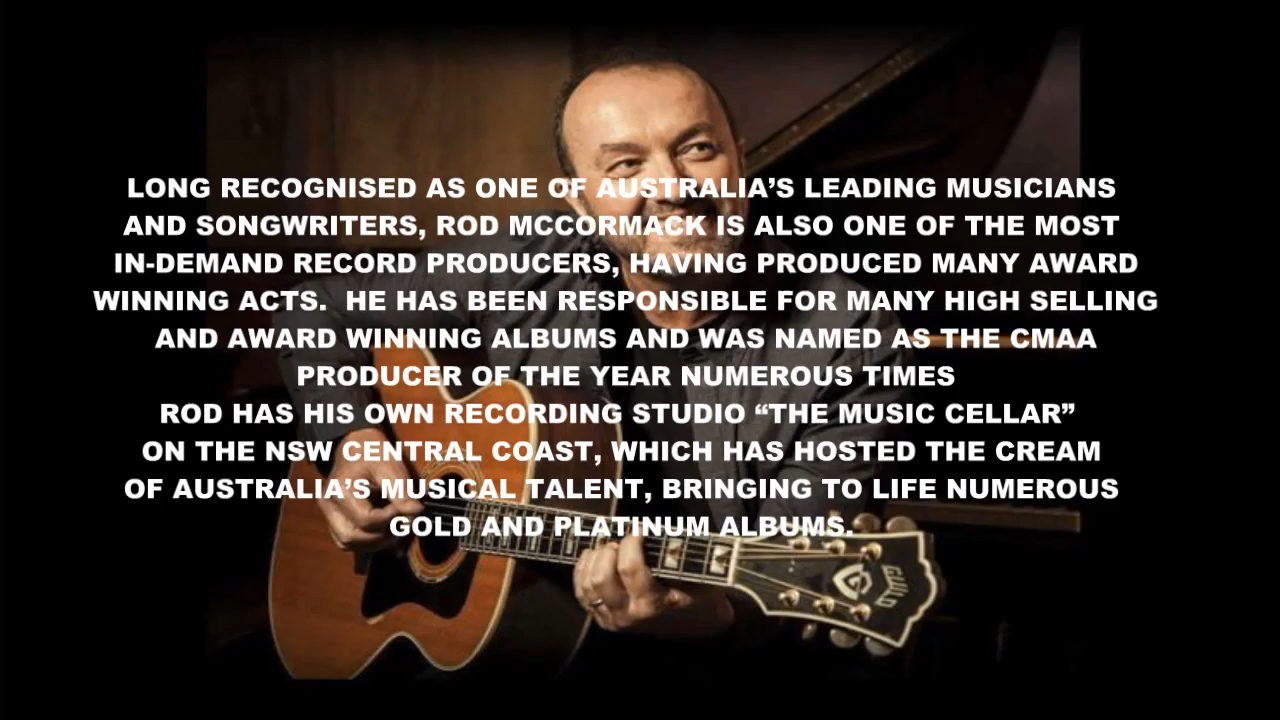 LONG RECOGNISED AS ONE OF AUSTRALIA’S LEADING MUSICIANS
AND SONGWRITERS, ROD MCCORMACK IS ALSO ONE OF THE MOST
IN-DEMAND RECORD PRODUCERS, HAVING PRODUCED MANY AWARD
WINNING ACTS.  HE HAS BEEN RESPONSIBLE FOR MANY HIGH SELLING
AND AWARD WINNING ALBUMS AND WAS NAMED AS THE CMAA
PRODUCER OF THE YEAR NUMEROUS TIMES
ROD HAS HIS OWN RECORDING STUDIO “THE MUSIC CELLAR”
ON THE NSW CENTRAL COAST, WHICH HAS HOSTED THE CREAM
OF AUSTRALIA’S MUSICAL TALENT, BRINGING TO LIFE NUMEROUS
GOLD AND PLATINUM ALBUMS.
GUILD